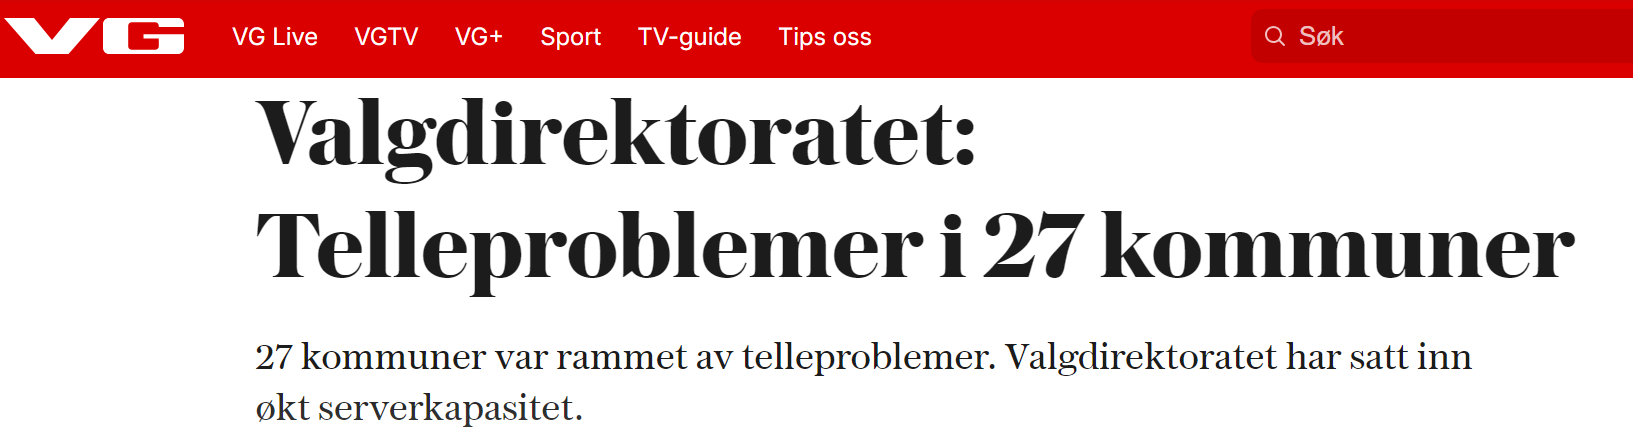 VG VG Live VGTV VG+ Sport TV-guide Tips oss Søk
Valgdirektoratet:
Telleproblemer i 27 kommuner
27 kommuner var rammet av telleproblemer. Valgdirektoratet har satt inn
økt serverkapasitet.